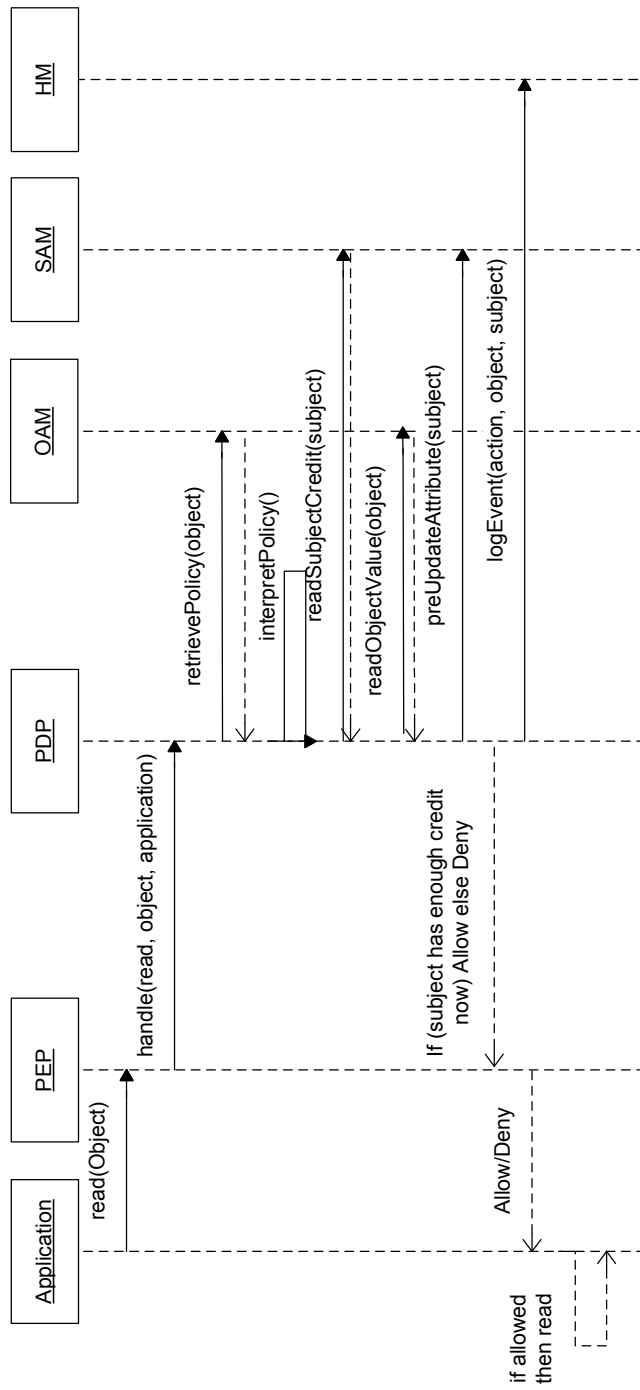 Application
PEP
PDP
OAM
SAM
HM
read(Object)
handle(read, object, application)
retrievePolicy(object)
interpretPolicy()
readSubjectCredit(subject)
readObjectValue(object)
preUpdateAttribute(subject)
If (subject has enough credit
now) Allow else Deny
logEvent(action, object, subject)
Allow/Deny
if allowed
then read